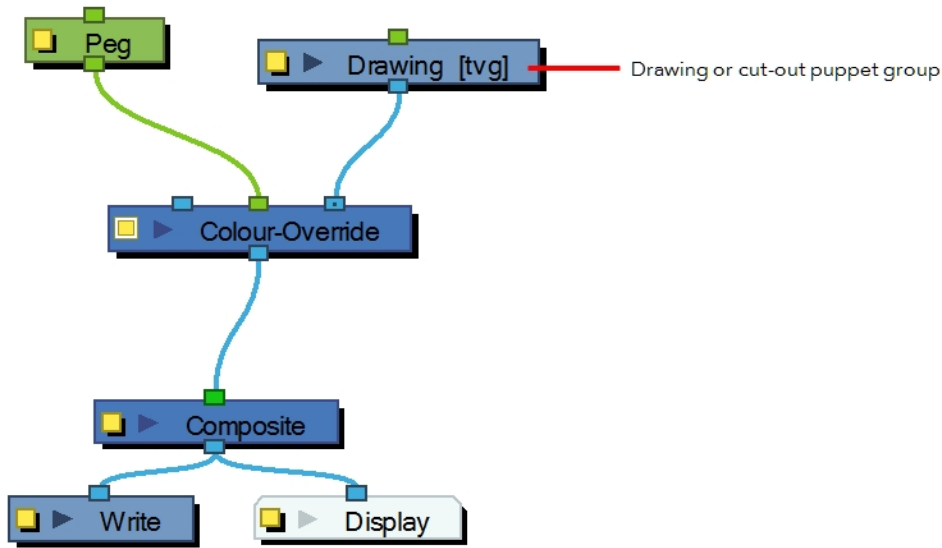 Peg
Drawing [tvg]
Drawing or cut-out puppet group
Colour-Override
Composite
Write
Display